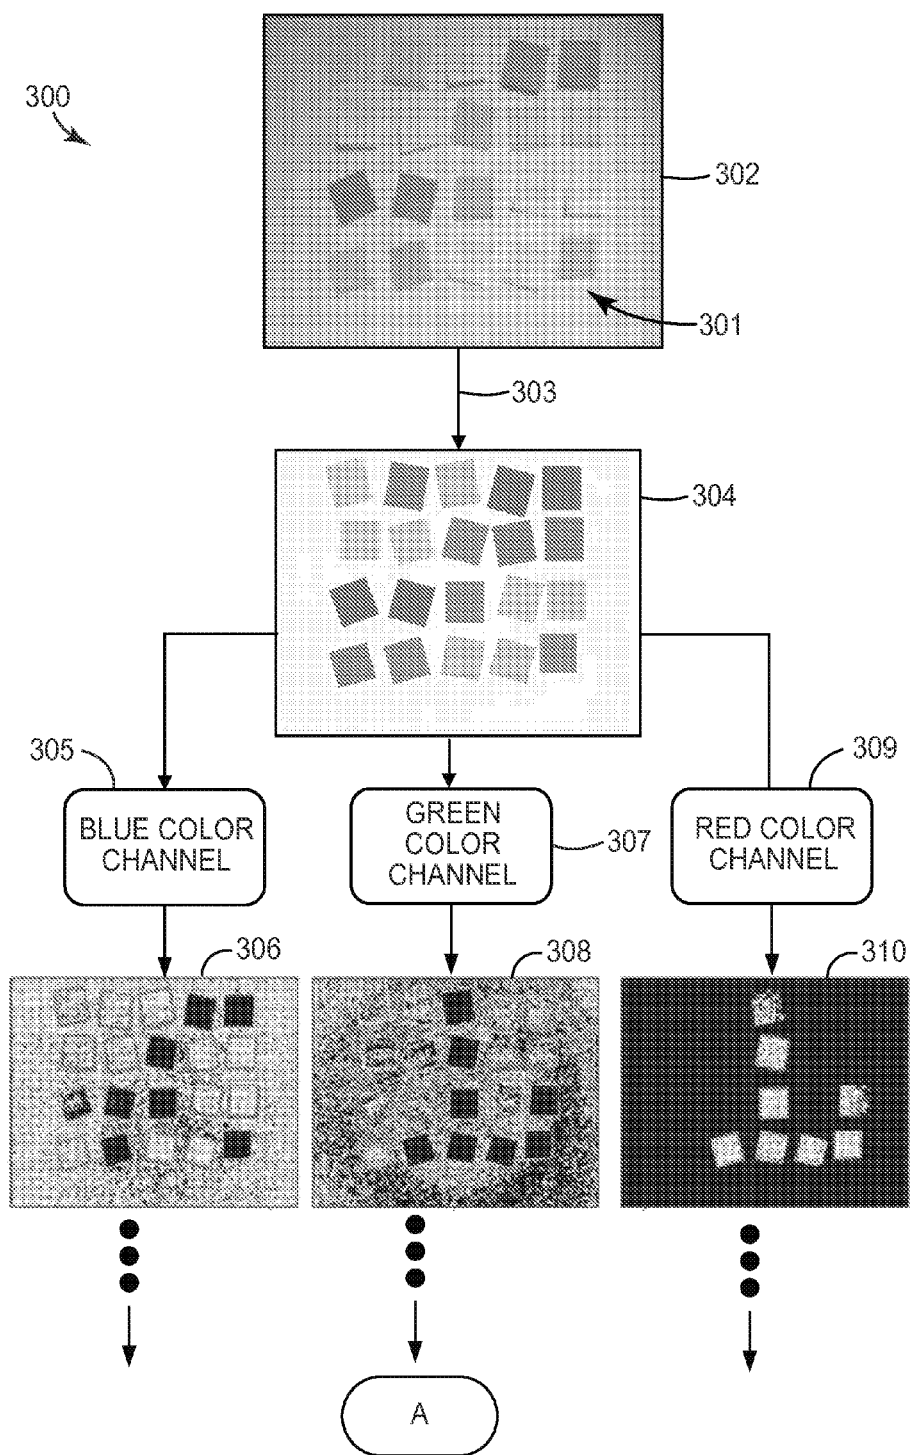 300
302
301
303
304
305
309
BLUE COLOR
CHANNEL
GREEN
COLOR
CHANNEL
307
RED COLOR
CHANNEL
306
308
310
A